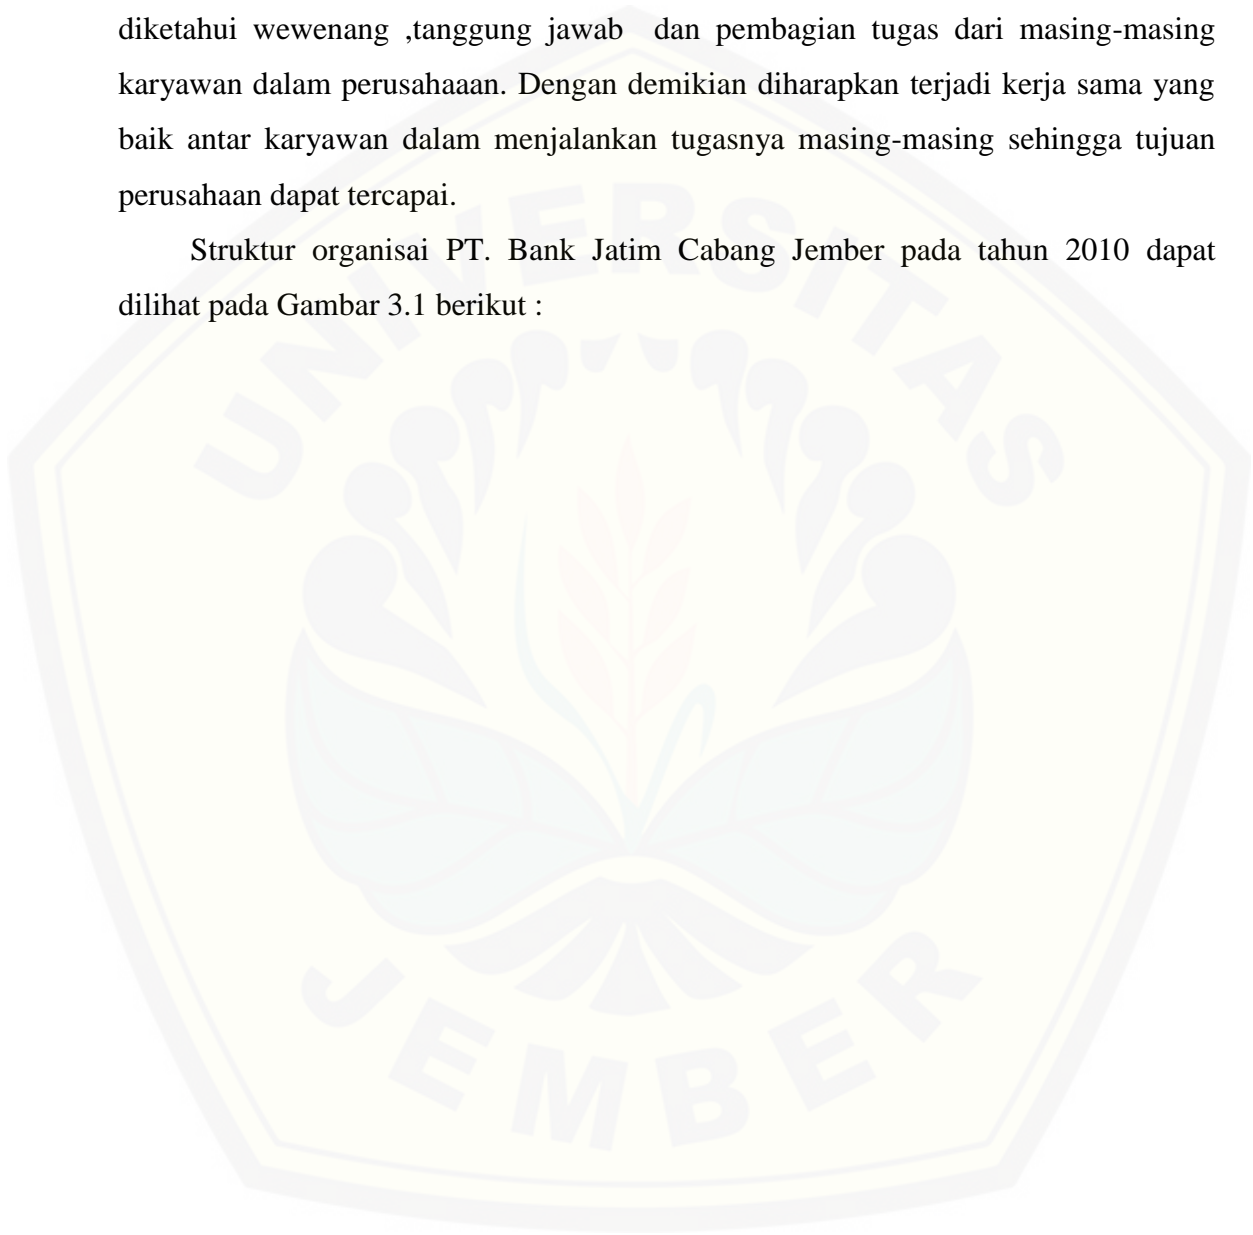 diketahui wewenang ,tanggung jawab dan pembagian tugas dari masing-masing
karyawan dalam perusahaaan. Dengan demikian diharapkan terjadi kerja sama yang
baik antar karyawan dalam menjalankan tugasnya masing-masing sehingga tujuan
perusahaan dapat tercapai.
Struktur organisai PT. Bank Jatim Cabang Jember pada tahun 2010 dapat
dilihat pada Gambar 3.1 berikut :
UNIVERSITAS
JEMBER